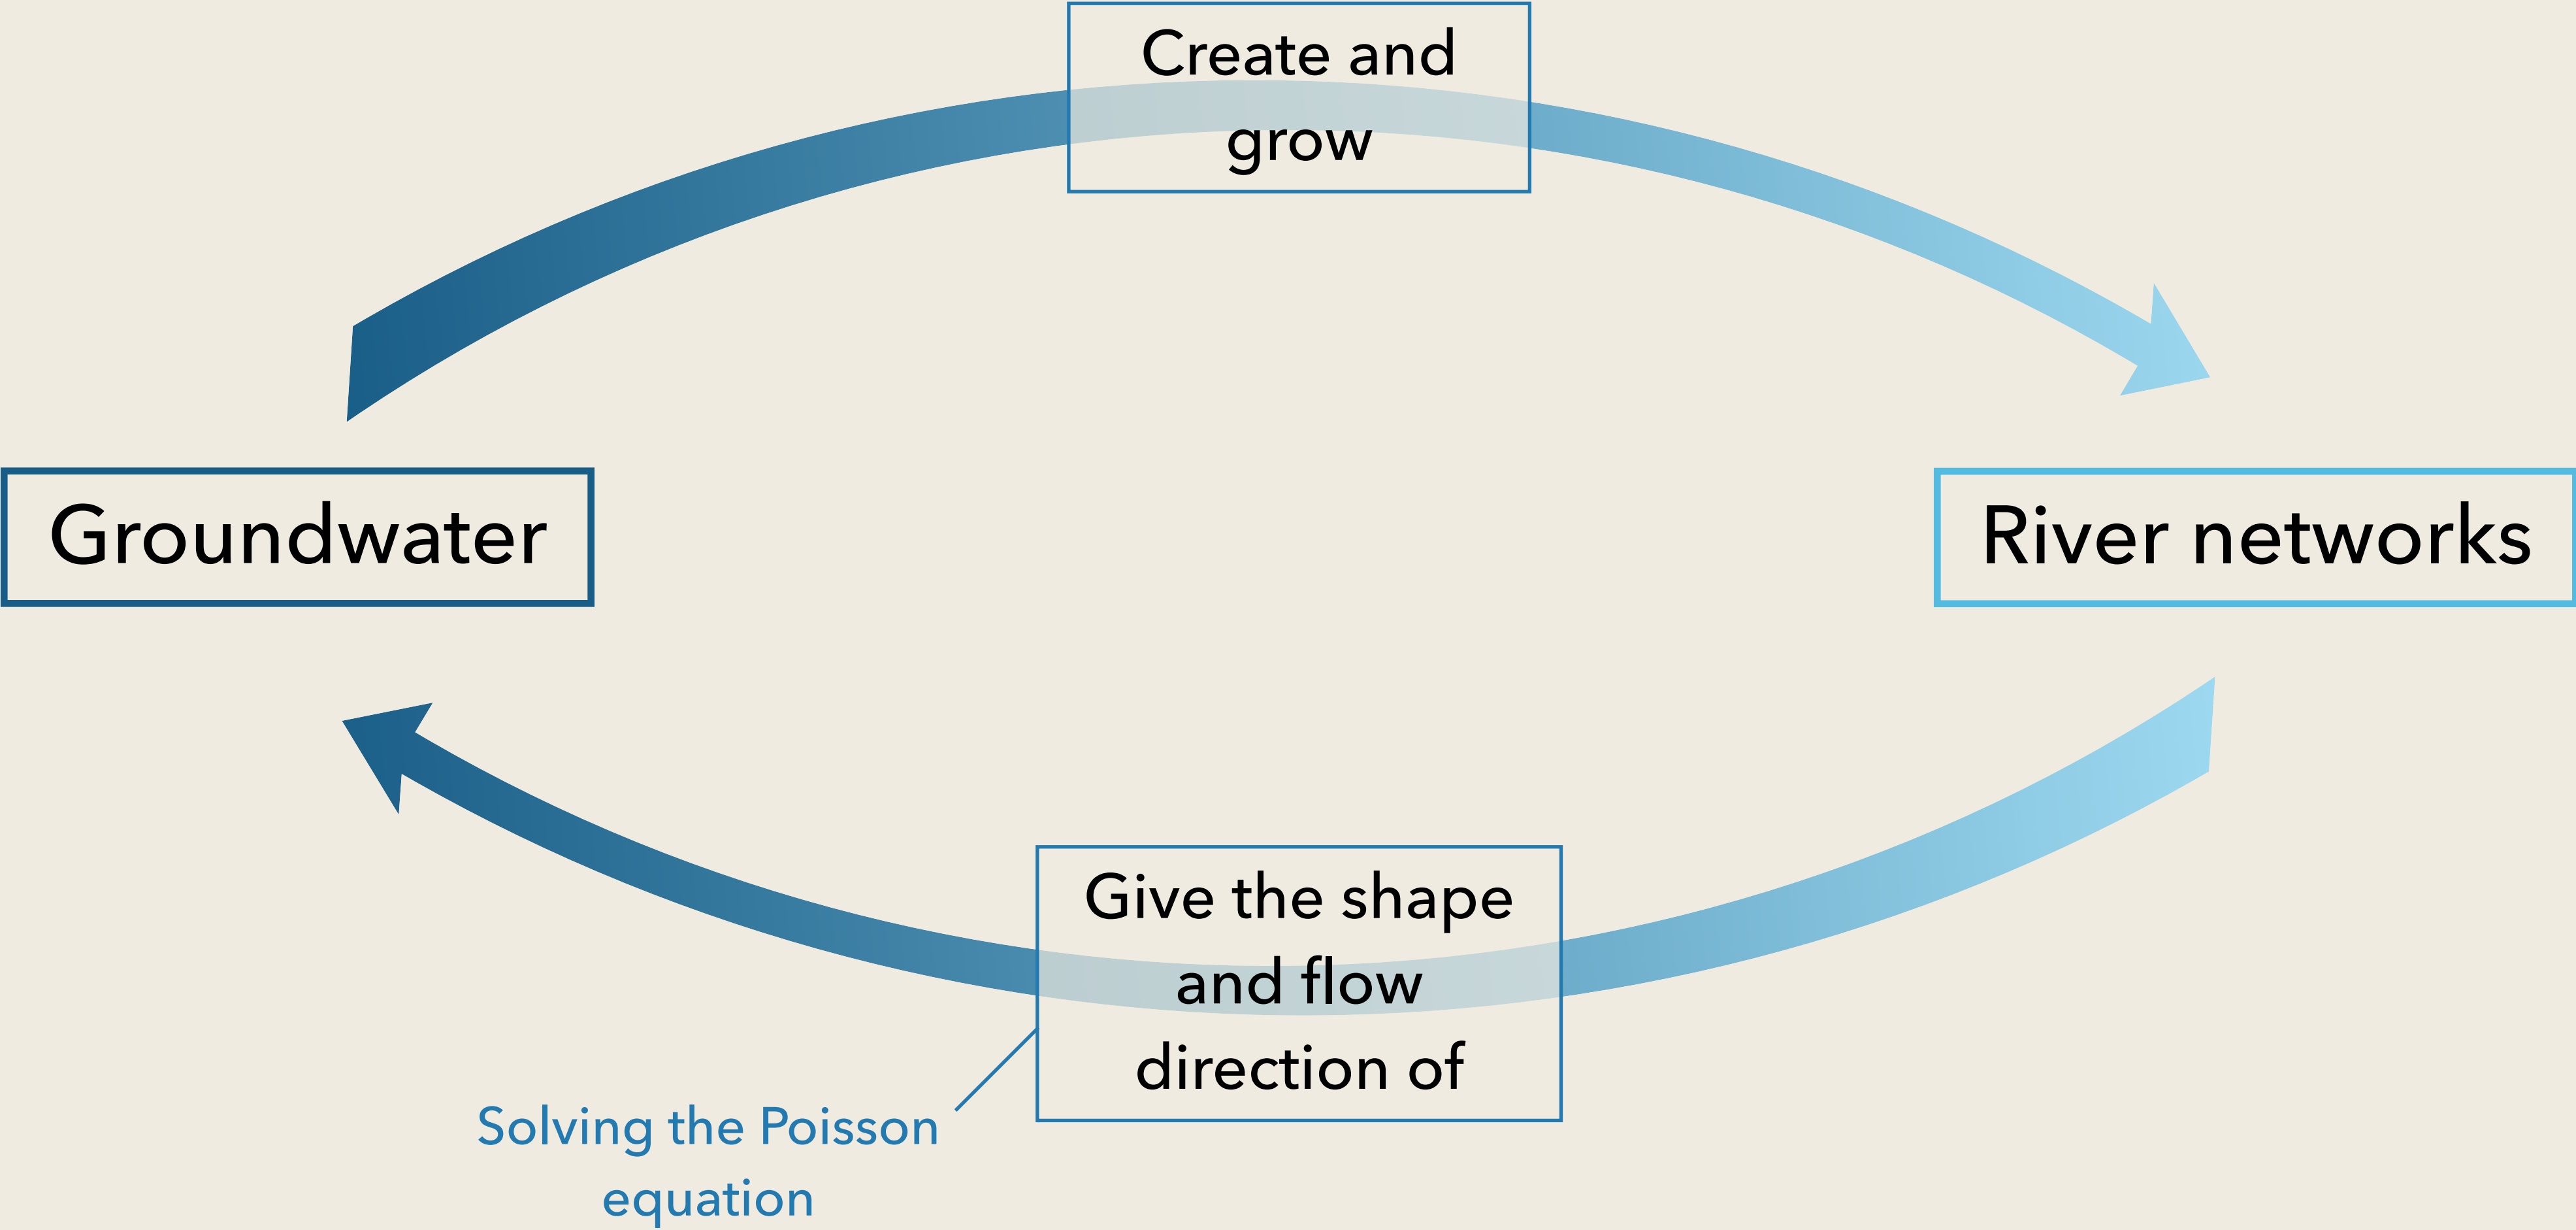 Create and
grow
Groundwater
River networks
Give the shape
and flow
direction of
Solving the Poisson
equation